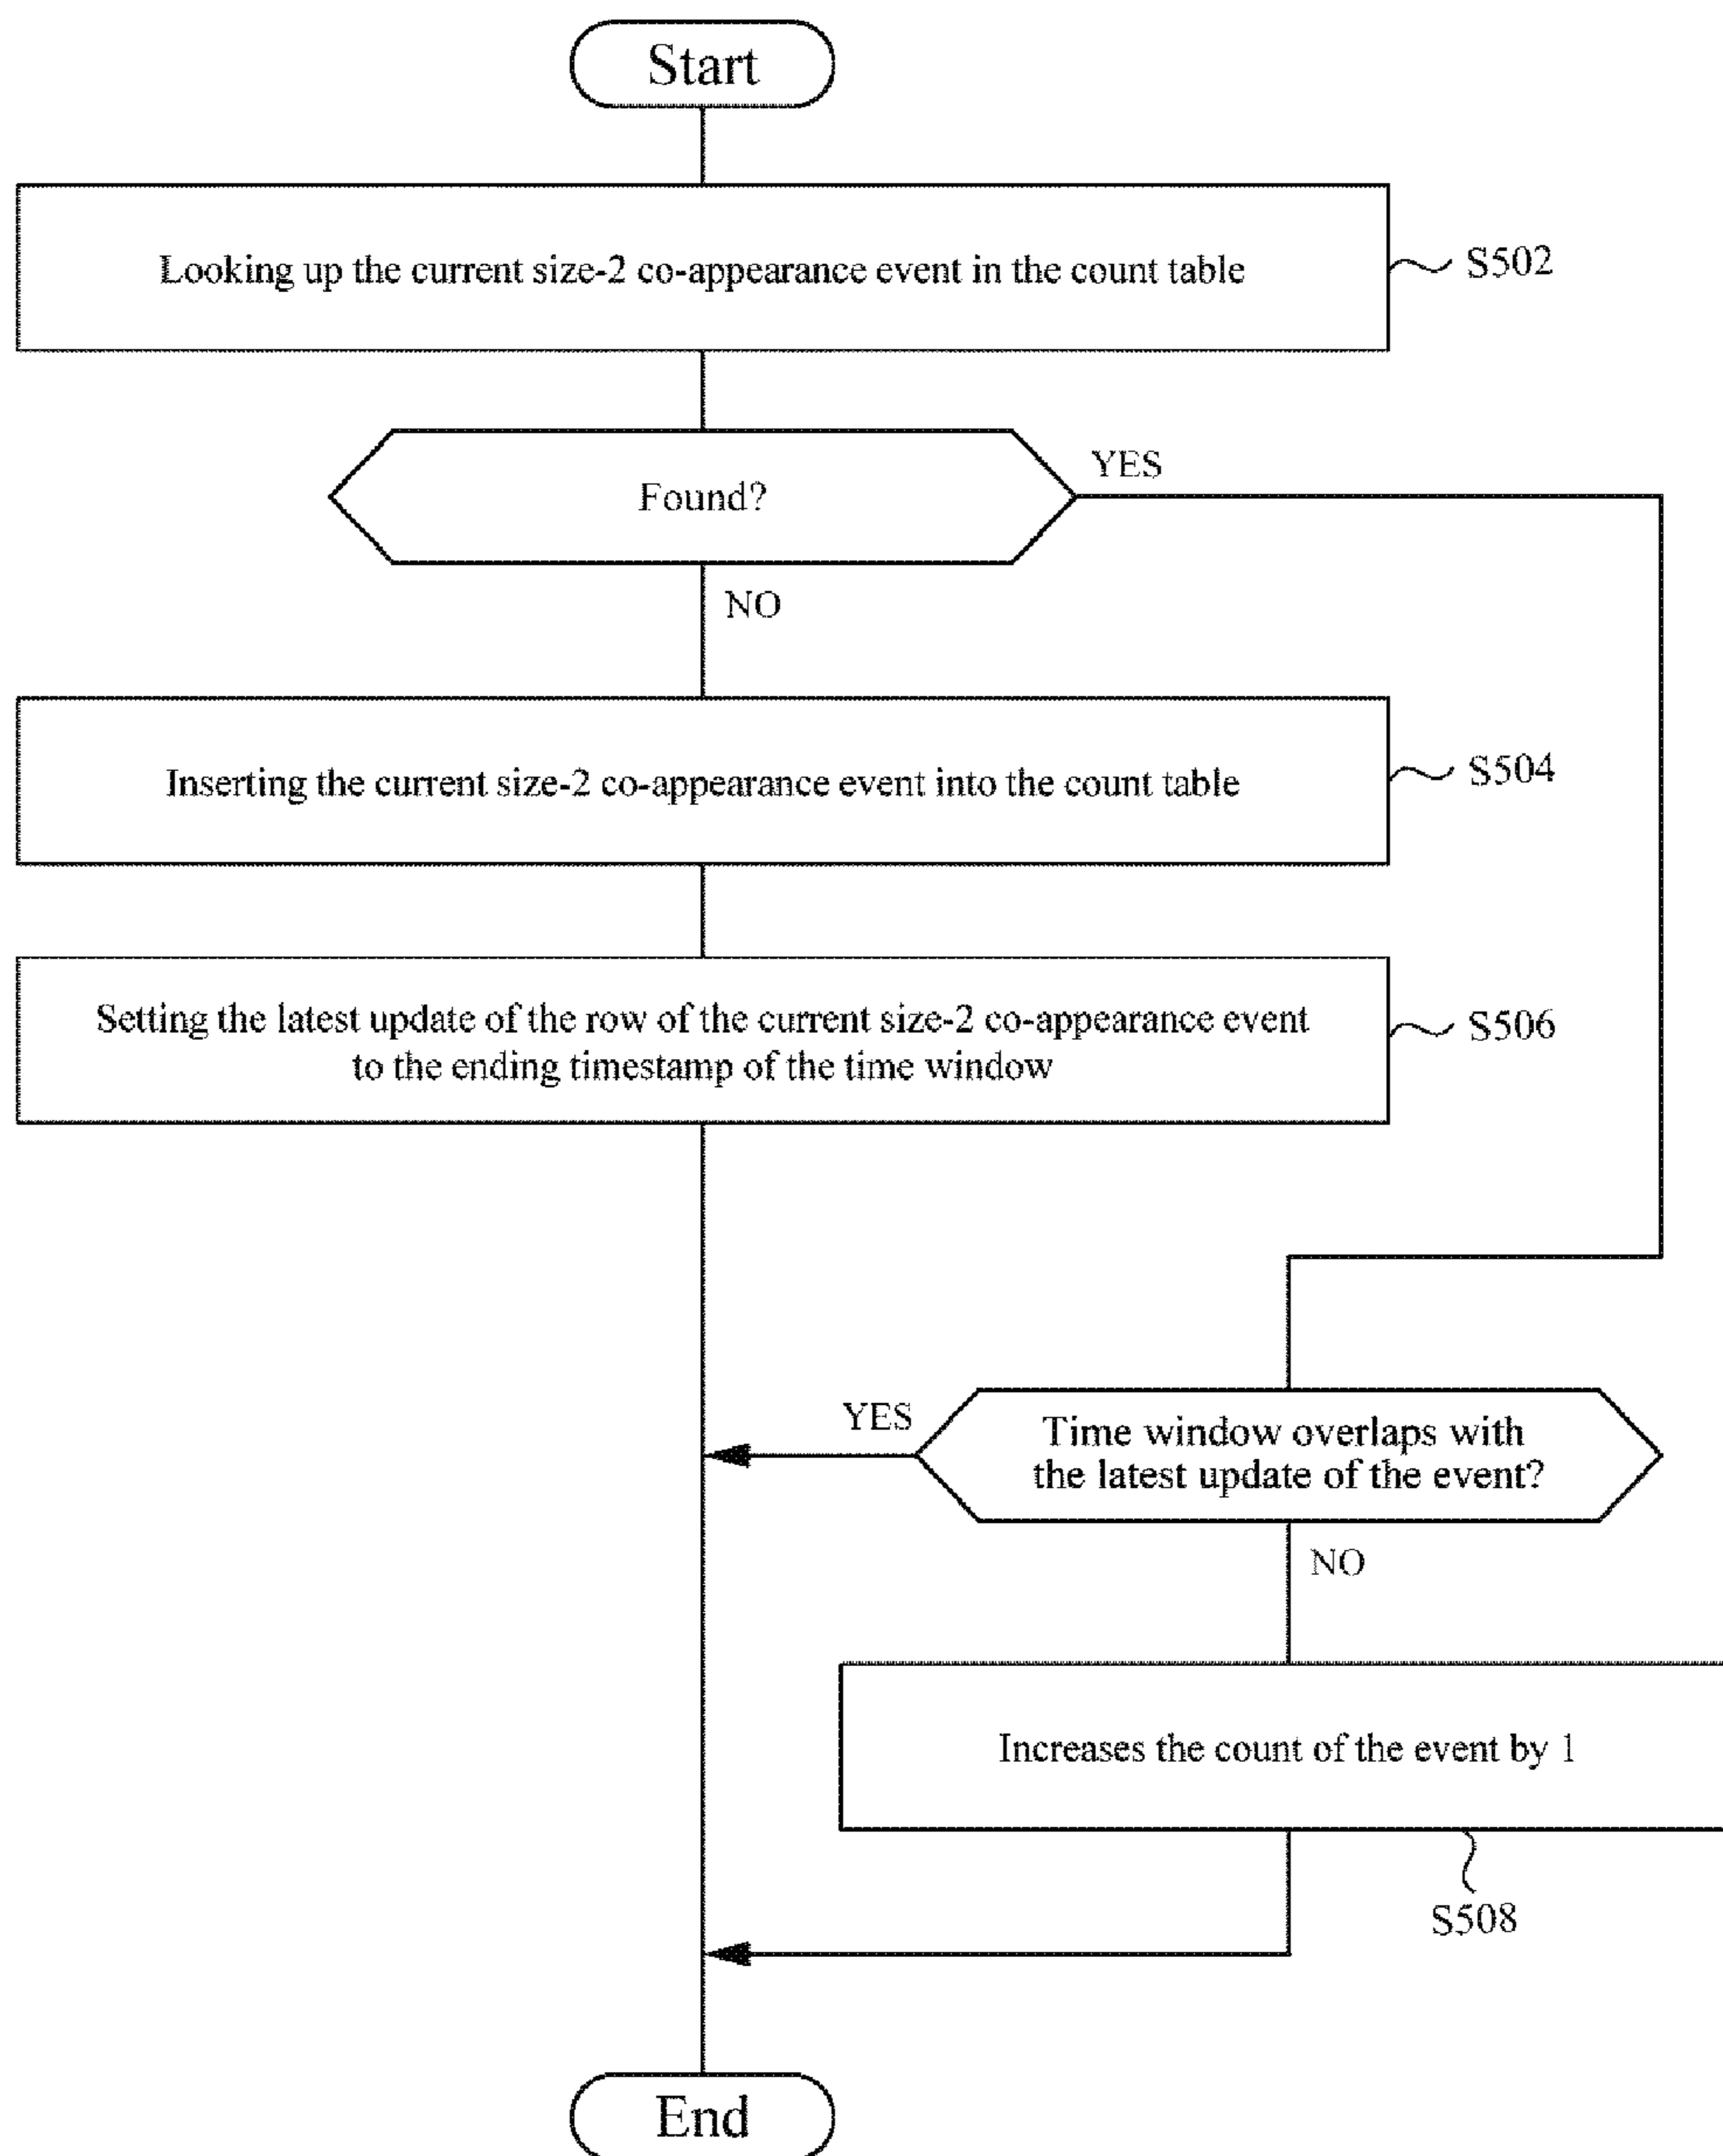 Start
Looking up the current size-2 co-appearance event in the count table
S502
Found?
YES
NO
Inserting the current size-2 co-appearance event into the count table
S504
Setting the latest update of the row of the current size-2 co-appearance event
to the ending timestamp of the time window
S506
YES
Time window overlaps with
the latest update of the event?
NO
Increases the count of the event by 1
S508
End